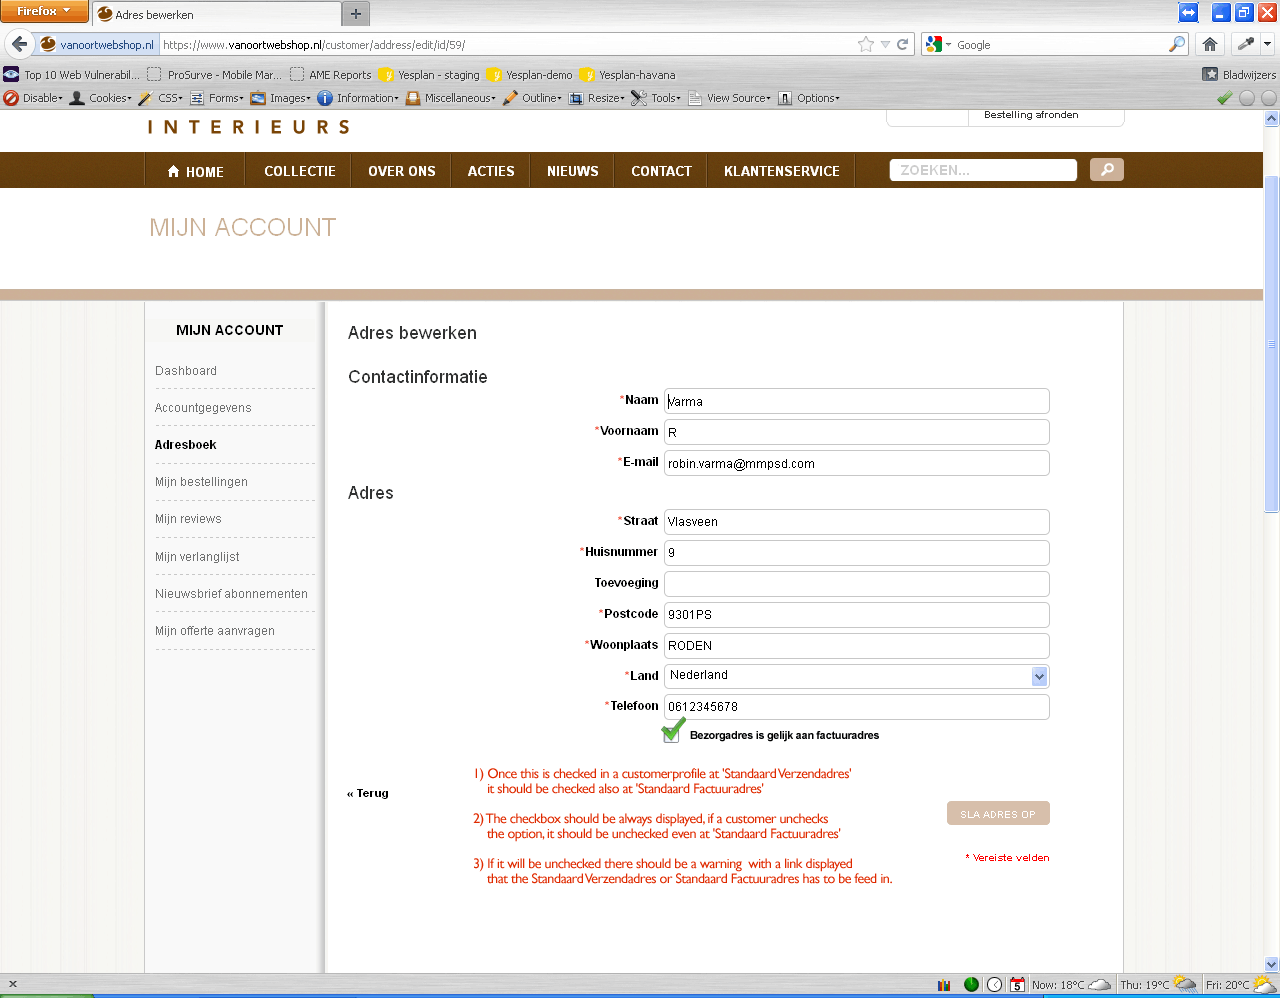 Firefox
Adres bewerken
vanoortwebshop.nl
https://www.vanoortwebshop.nl/customer/address/edit/id/59/
Google
Top 10 Web Vulnerabil...
ProSurve - Mobile Mar...
AME Reports
Yesplan - staging
Yesplan-demo
Yesplan-havana
Bladwijzers
Disable
Cookies
CSS
Forms
Images
Information
Miscellaneous
Outline
Resize
Tools
View Source
Options
INTERIEURS
Bestelling afronden
HOME
COLLECTIE
OVER ONS
ACTIES
NIEUWS
CONTACT
KLANTENSERVICE
ZOEKEN...
MIJN ACCOUNT
MIJN ACCOUNT
Dashboard
Accountgegevens
Adresboek
Mijn bestellingen
Mijn reviews
Mijn verlanglijst
Nieuwsbrief abonnementen
Mijn offerte aanvragen
Adres bewerken
Contactinformatie
*Naam Varma
*Voornaam R
*E-mail robin.varma@mmpsd.com
Adres
*Straat Vlasveen
*Huisnummer 9
Toevoeging
*Postcode 9301PS
*Woonplaats RODEN
*Land Nederland
*Telefoon 0612345678
Bezorgadres is gelijk aan factuuradres
1) Once this is checked in a customerprofile at 'Standaard Verzendadres'
it should be checked also at 'Standaard Factuuradres'
« Terug
2) The checkbox should be always displayed, if a customer unchecks
the option, it should be unchecked even at 'Standaard Factuuradres'
SLA ADRES OP
3) If it will be unchecked there should be a warning with a link displayed
that the Standaard Verzendadres or Standaard Factuuradres has to be feed in.
* Vereiste velden
5
Now: 18°C
Thu: 19°C
Fri: 20°C